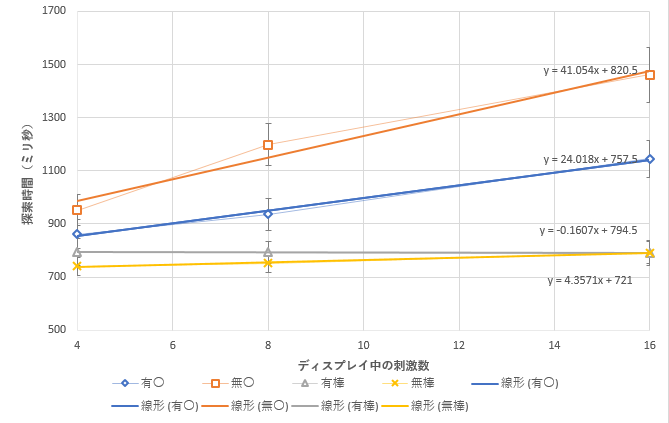 1700
1500
1300
1100
900
700
500
探索時間（ミリ秒）
y = 41.054x + 820.5
y = 24.018x + 757.5
y = -0.1607x + 794.5
y = 4.3571x + 721
4 6 8 10 12 14 16
ディスプレイ中の刺激数
有〇 無〇 有棒 無棒 線形 (有〇)
線形 (有〇) 線形 (無〇) 線形 (有棒) 線形 (無棒)